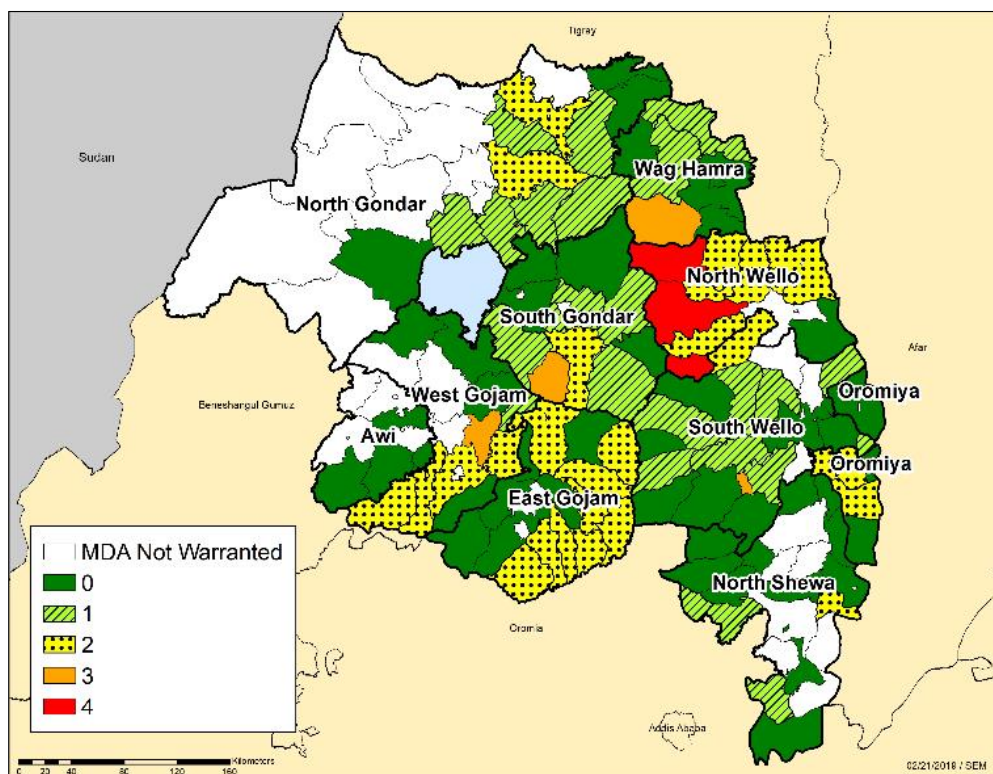 Tigray
Sudan
Wag Hamra
North Gondar
North Wello
South Gondar
Afar
Oromiya
West Gojam
Beneshangul Gumuz
South Wello
Awi
Oromiya
East Gojam
MDA Not Warranted
0
1
2
3
4
North Shewa
Oromia
Addis Ababa
Kilometers
0 20 40 80 120 160
02/21/2019 / SEM